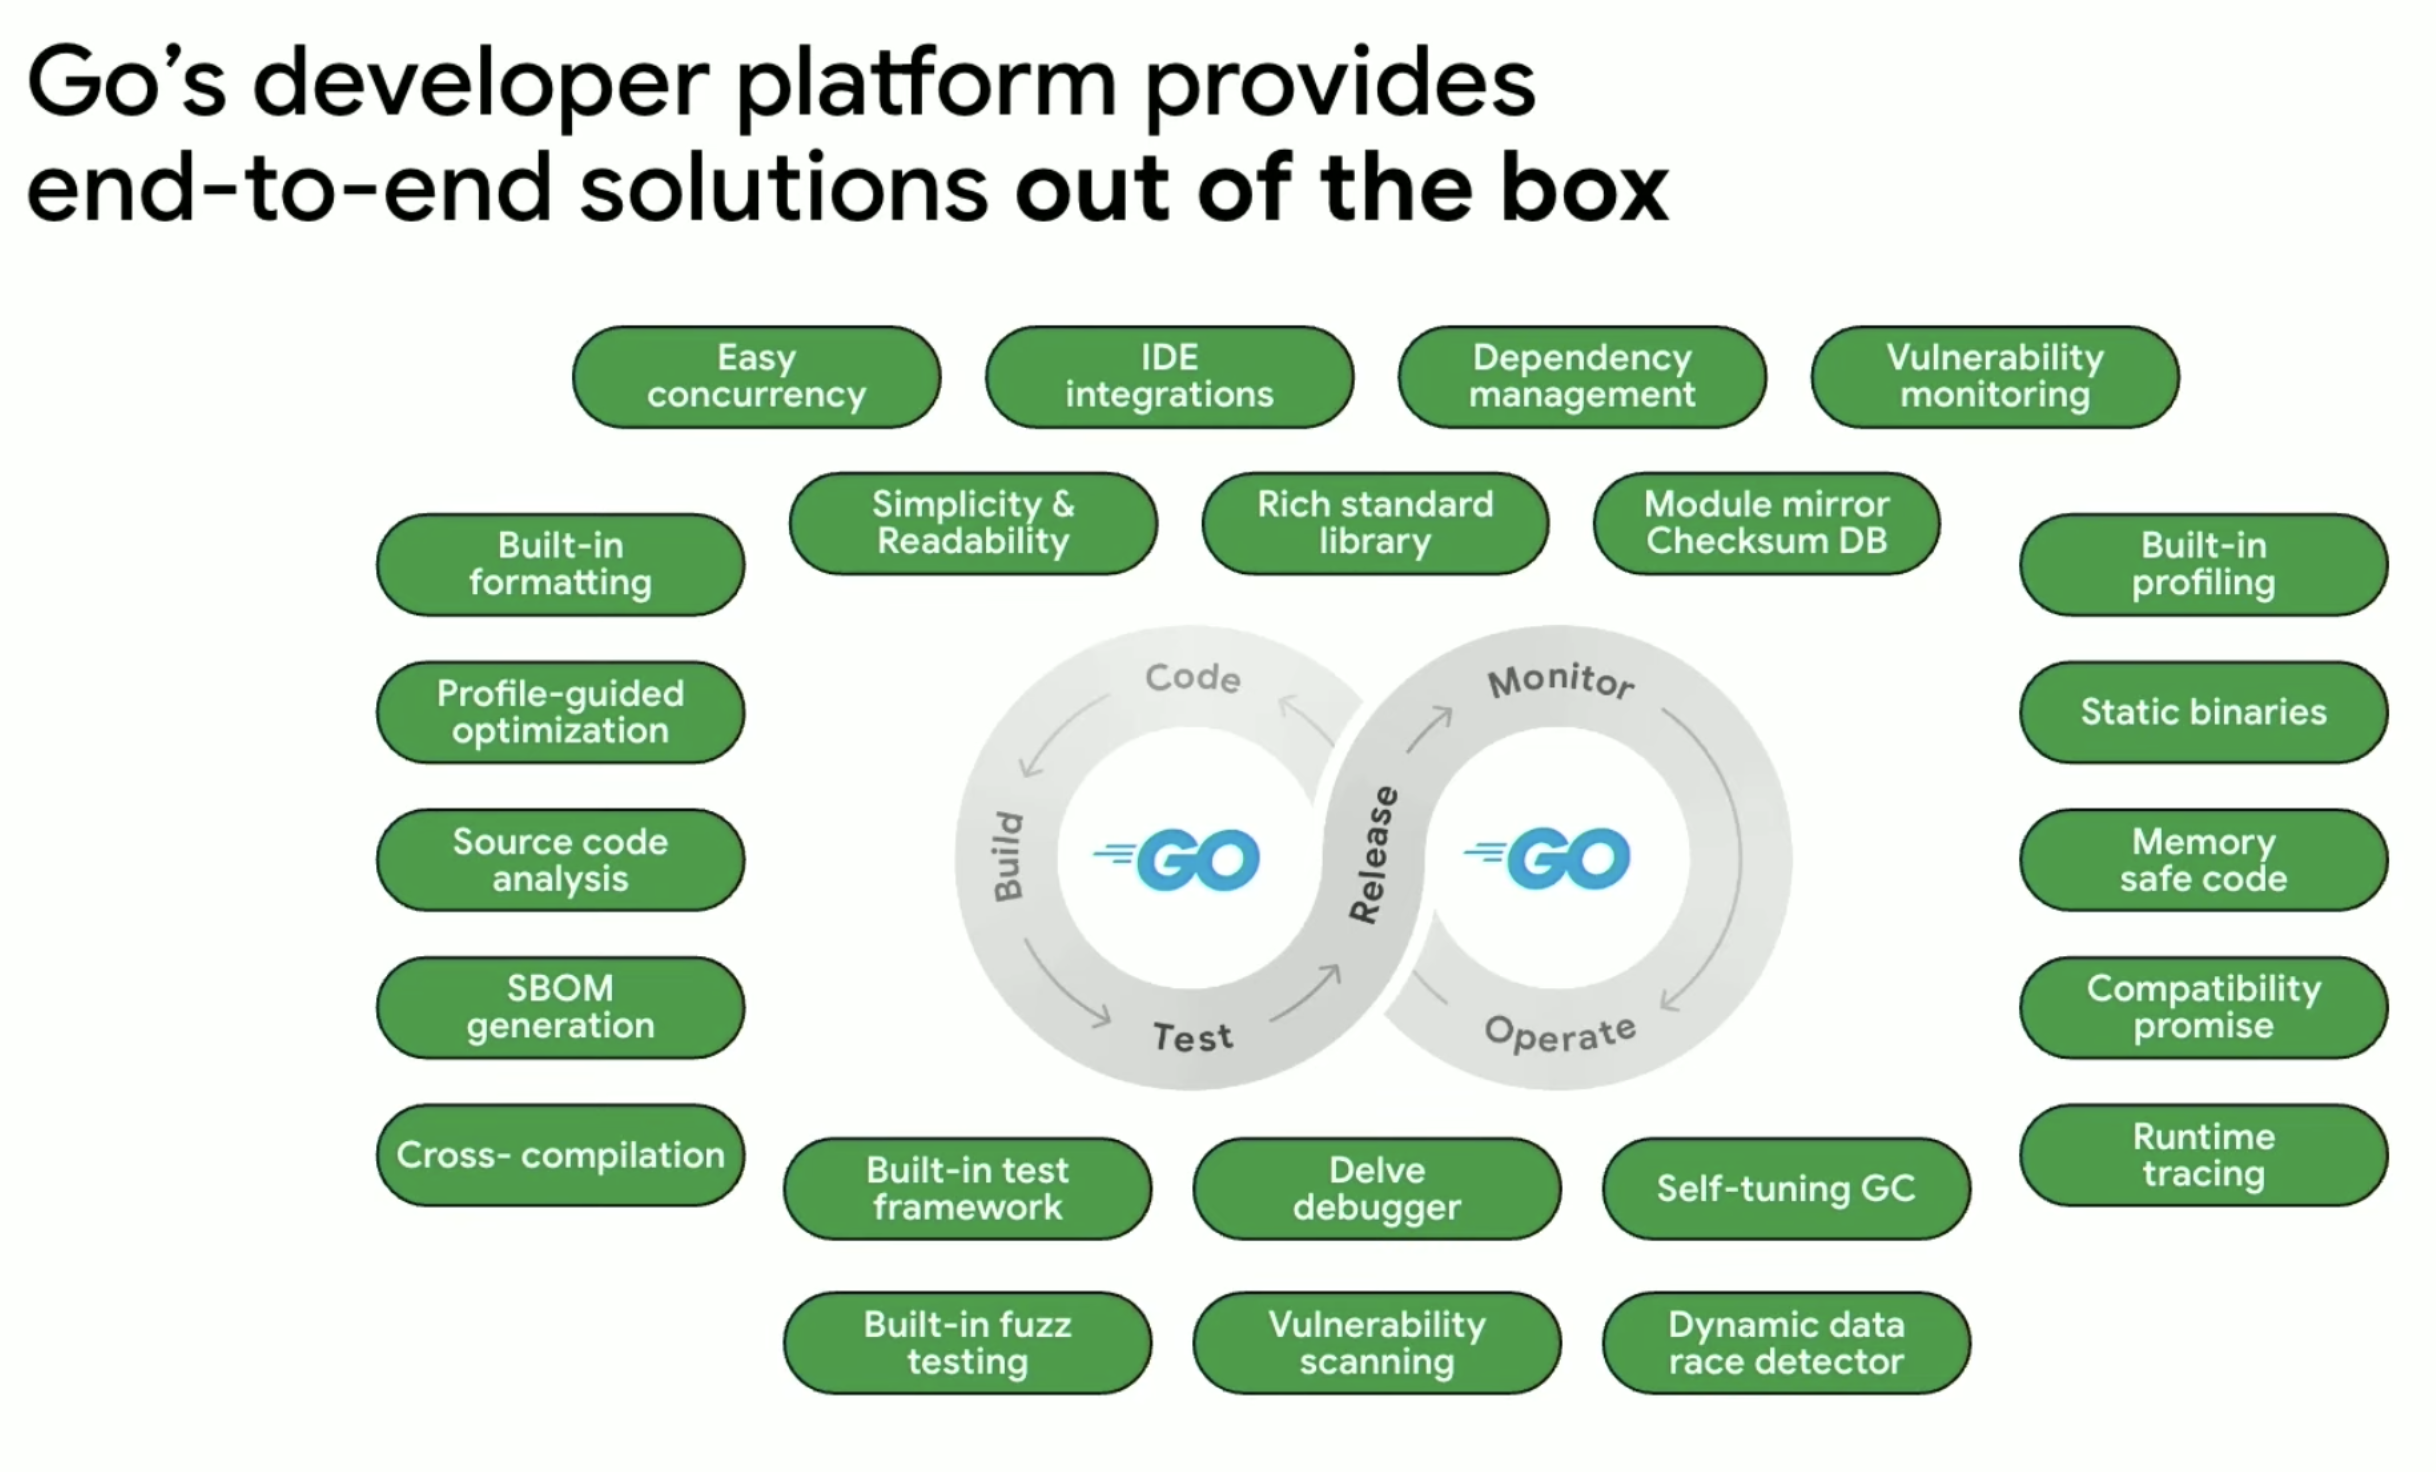 Go’s developer platform provides
end-to-end solutions out of the box
Easy
concurrency
IDE
integrations
Dependency
management
Vulnerability
monitoring
Simplicity &
Readability
Rich standard
library
Module mirror
Checksum DB
Built-in
formatting
Profile-guided
optimization
Source code
analysis
SBOM
generation
Cross- compilation
Code
Build
Test
Release
Monitor
Operate
GO
GO
Built-in
profiling
Static binaries
Memory
safe code
Compatibility
promise
Runtime
tracing
Built-in test
framework
Delve
debugger
Self-tuning GC
Built-in fuzz
testing
Vulnerability
scanning
Dynamic data
race detector